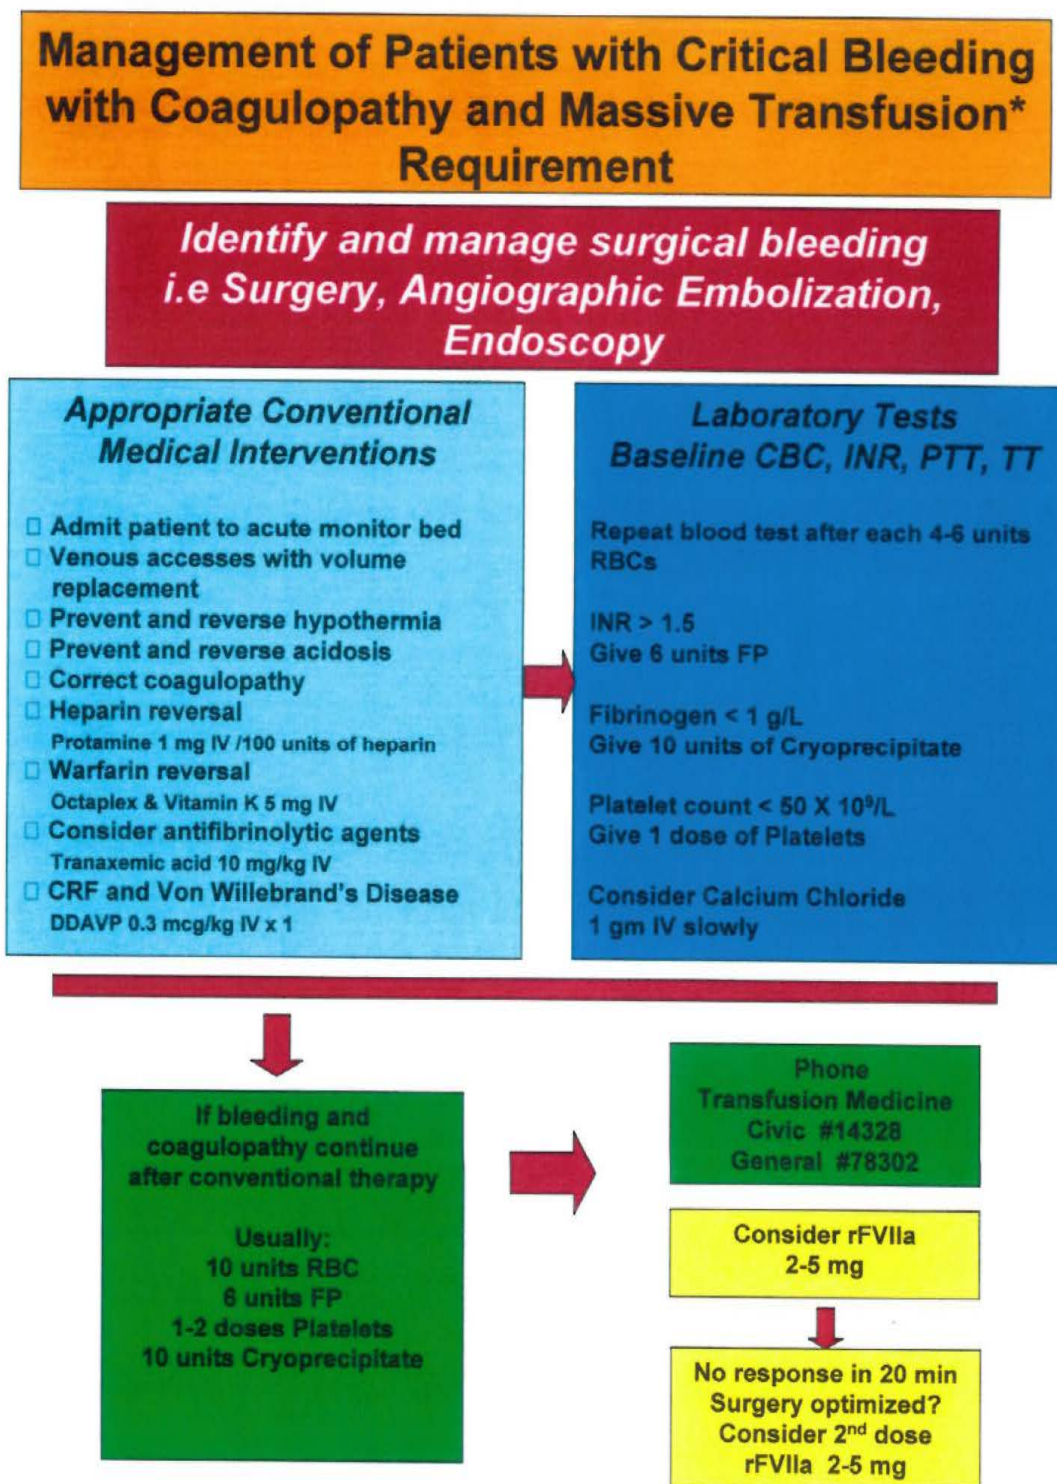 Management of Patients with Critical Bleeding
with Coagulopathy and Massive Transfusion*
Requirement
Identify and manage surgical bleeding
i.e Surgery, Angiographic Embolization,
Endoscopy
Appropriate Conventional
Medical Interventions
□ Admit patient to acute monitor bed
□ Venous accesses with volume
replacement
□ Prevent and reverse hypothermia
□ Prevent and reverse acidosis
□ Correct coagulopathy
□ Heparin reversal
Protamine 1 mg IV /100 units of heparin
□ Warfarin reversal
Octaplex & Vitamin K 5 mg IV
□ Consider antifibrinolytic agents
Tranaxemic acid 10 mg/kg IV
□ CRF and Von Willebrand's Disease
DDAVP 0.3 mcg/kg IV x 1
Laboratory Tests
Baseline CBC, INR, PTT, TT
Repeat blood test after each 4-6 units
RBCs
INR > 1.5
Give 6 units FP
Fibrinogen < 1 g/L
Give 10 units of Cryoprecipitate
Platelet count < 50 X 10⁹/L
Give 1 dose of Platelets
Consider Calcium Chloride
1 gm IV slowly
If bleeding and
coagulopathy continue
after conventional therapy
Usually:
10 units RBC
6 units FP
1-2 doses Platelets
10 units Cryoprecipitate
Phone
Transfusion Medicine
Civic #14328
General #78302
Consider rFVIIa
2-5 mg
No response in 20 min
Surgery optimized?
Consider 2nd dose
rFVIIa 2-5 mg